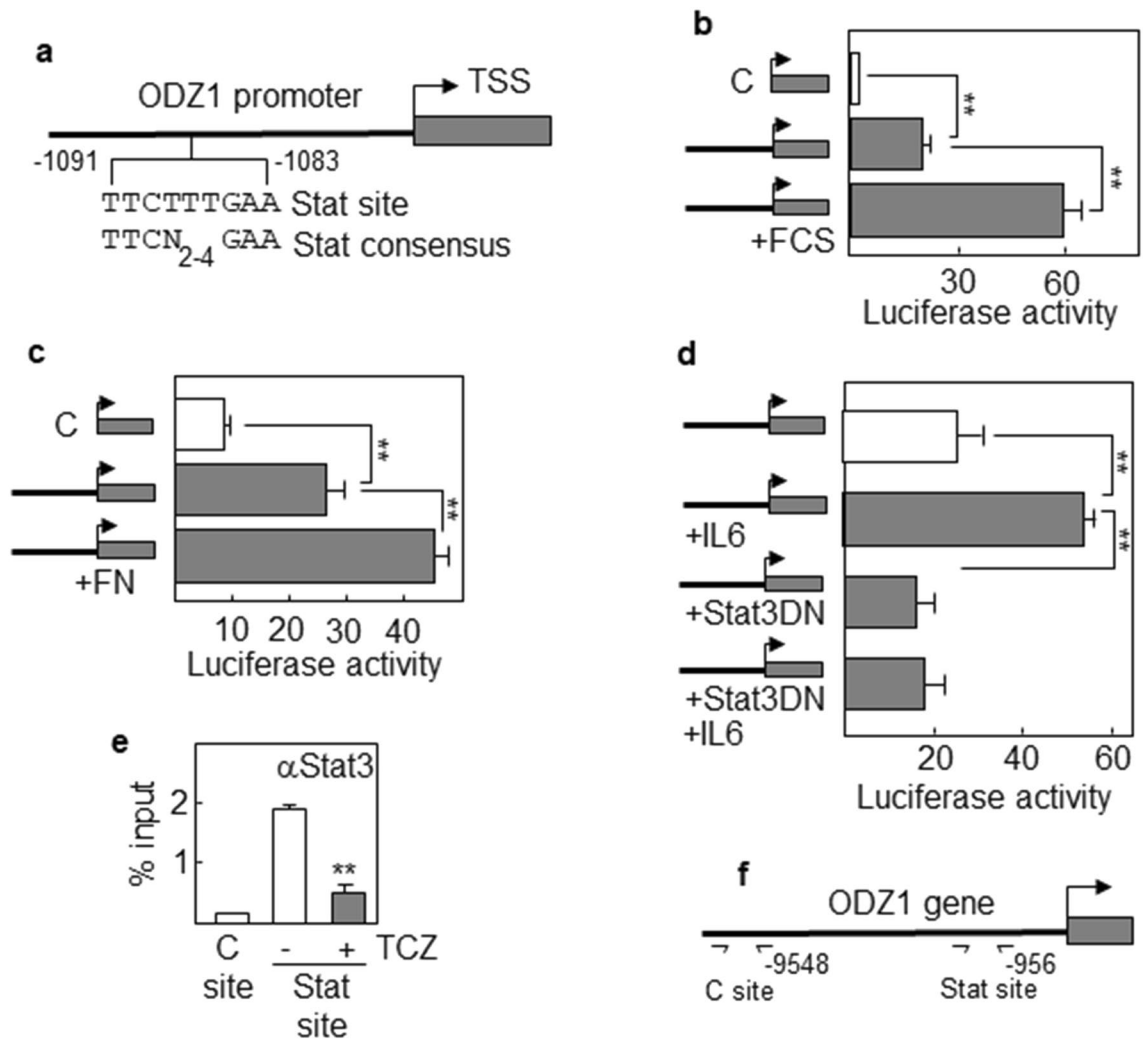 a
ODZ1 promoter
TSS
-1091
-1083
TTCTTTGAA Stat site
TTCN2-4 GAA Stat consensus
b
C
+FCS
**
**
30 60
Luciferase activity
c
C
+FN
**
**
10 20 30 40
Luciferase activity
d
+IL6
+Stat3DN
+Stat3DN
+IL6
**
**
20 40 60
Luciferase activity
e
αStat3
% input
2
1
**
C site
- + TCZ
Stat site
f
ODZ1 gene
-9548
-956
C site
Stat site